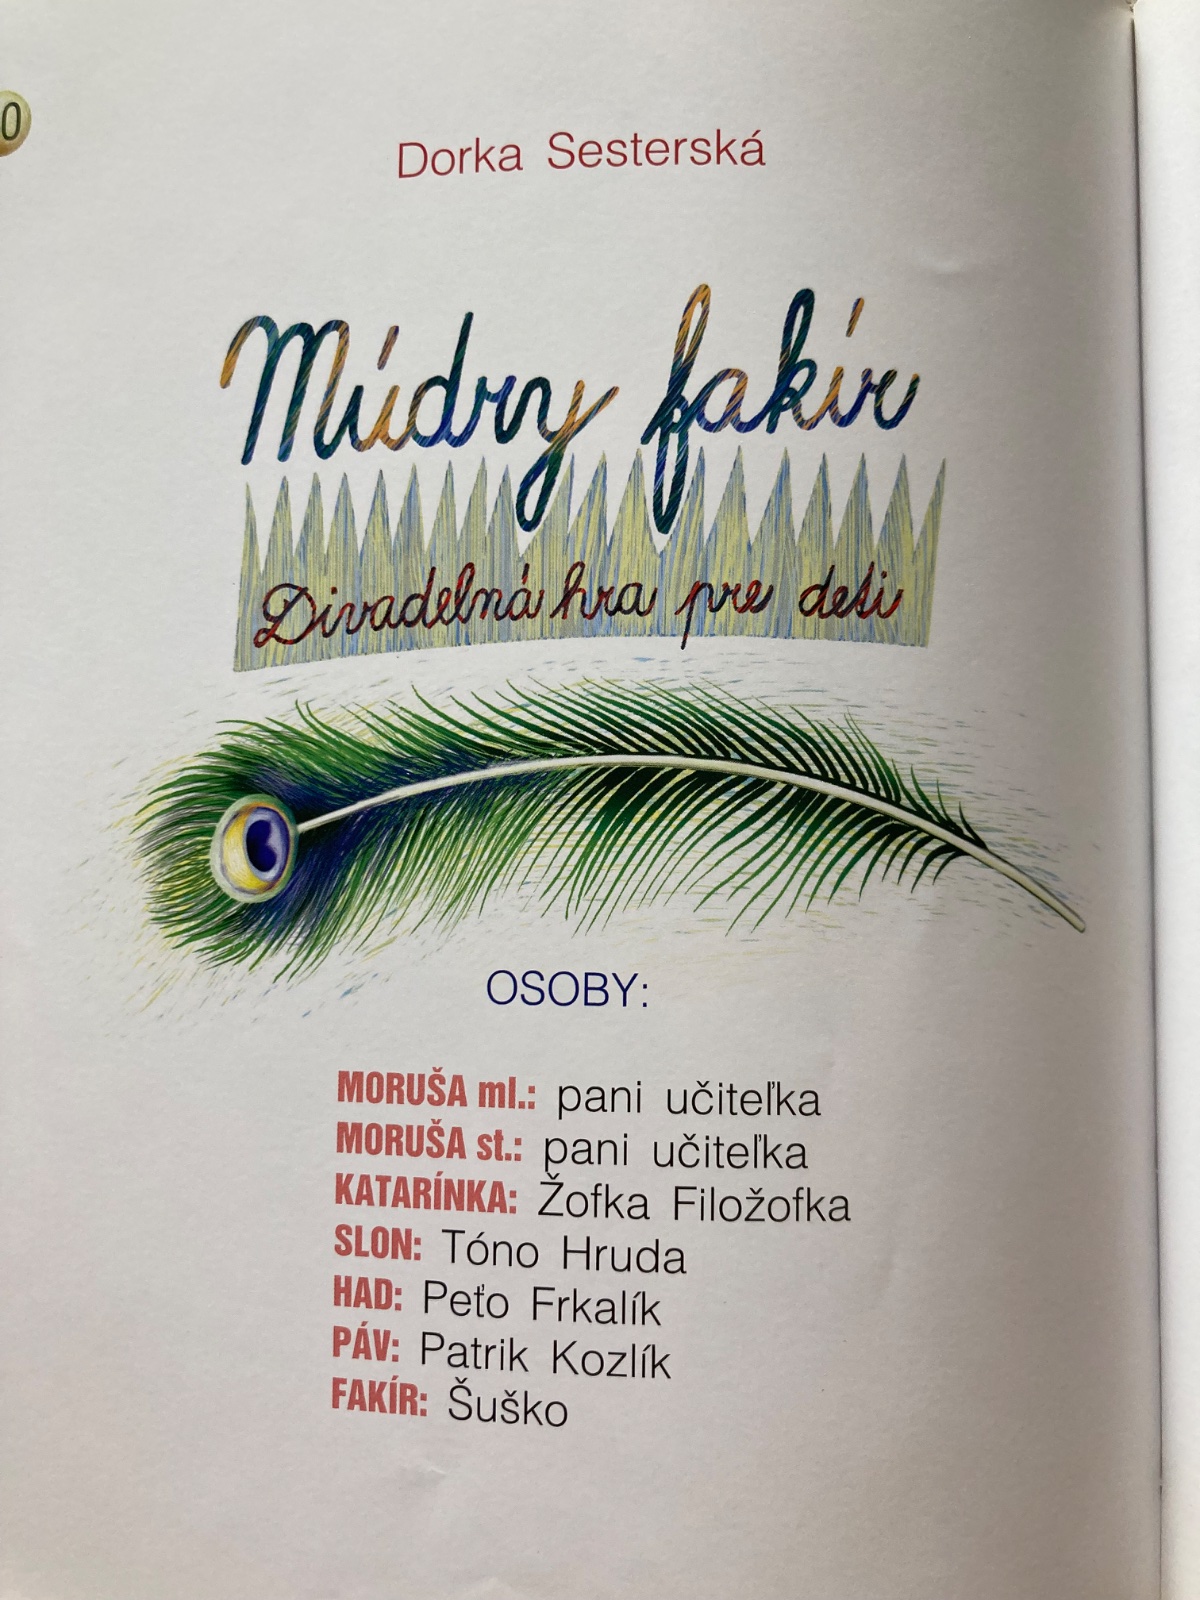 0
Dorka Sesterská
Múdry fakír
Divadelná hra pre deti
OSOBY:
MORUŠA ml.: pani učiteľka
MORUŠA st.: pani učiteľka
KATARÍNKA: Žofka Filožofka
SLON: Tóno Hruda
HAD: Peťo Frkalík
PÁV: Patrik Kozlík
FAKÍR: Šuško